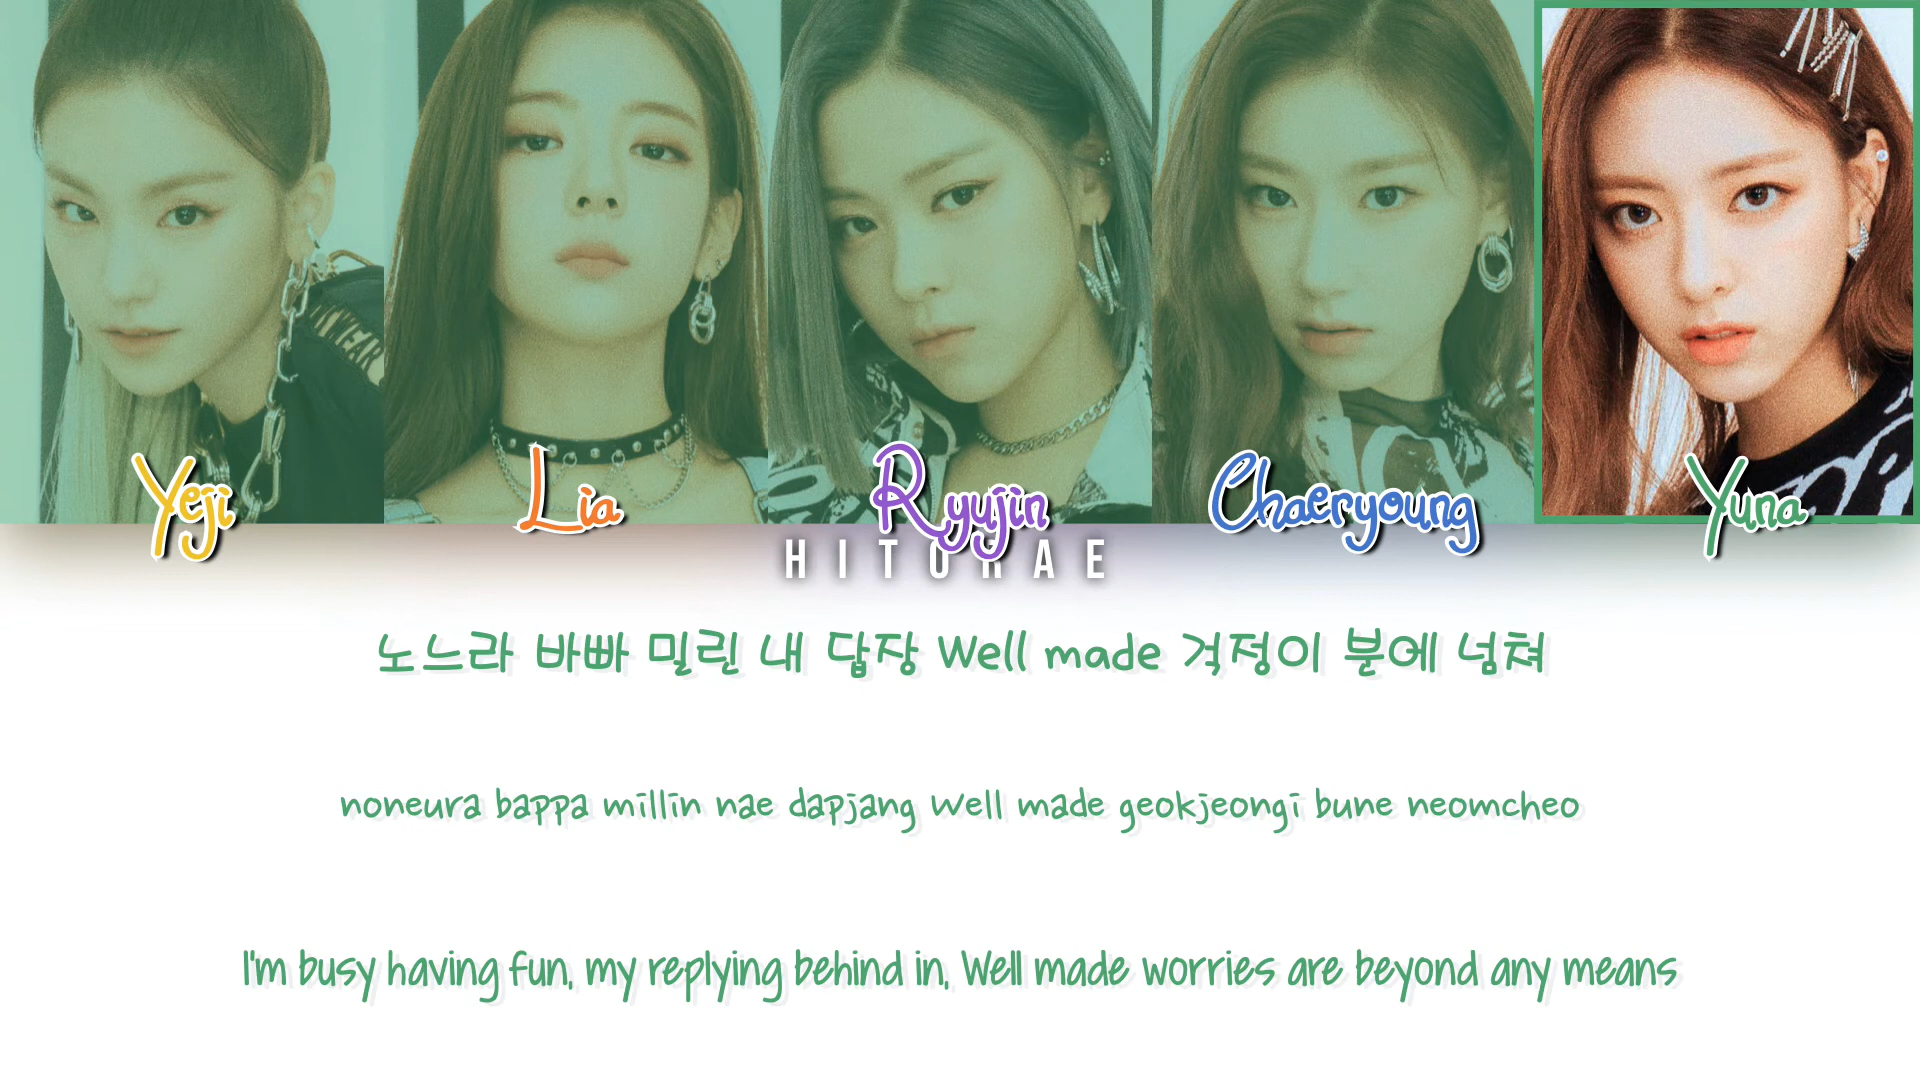 Yeji Lia Ryujin Chaeryoung Yuna
HITORAE
노느라 바빠 밀린 내 답장 Well made 걱정이 분에 넘쳐
noneura bappa millin nae dapjang Well made geokjeongi bune neomcheo
I'm busy having fun, my replying behind in, Well made worries are beyond any means